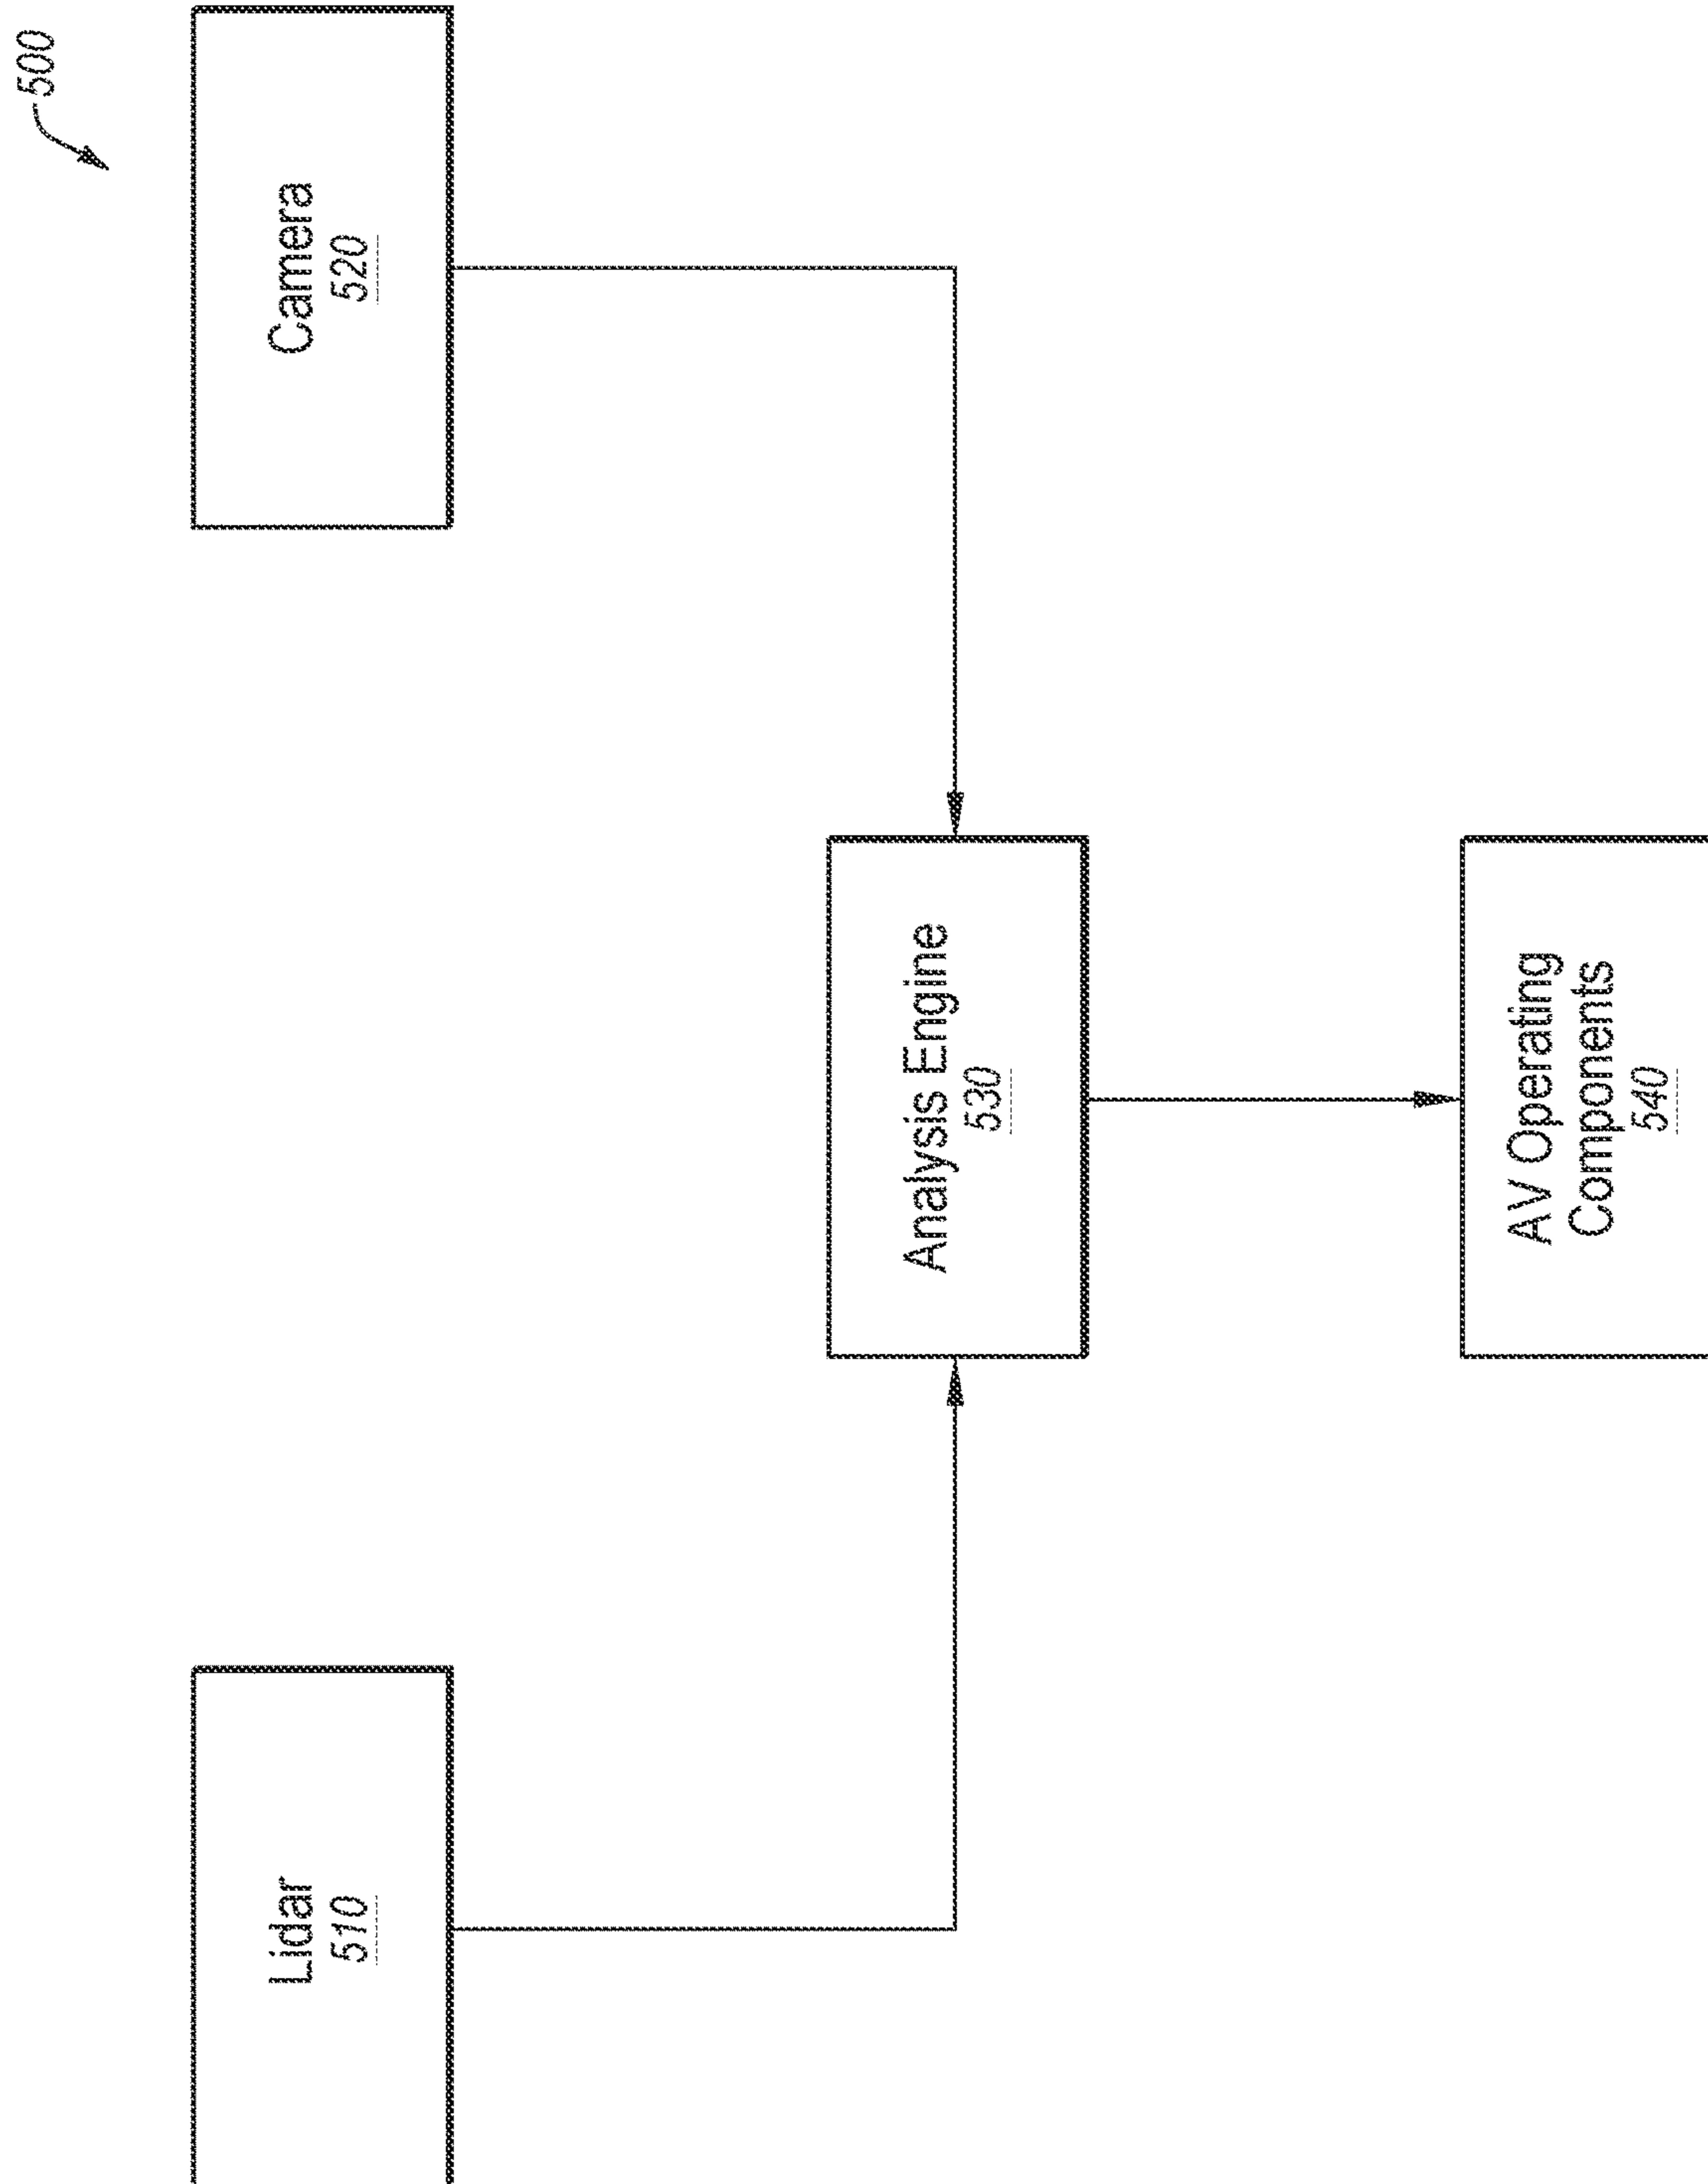 500
Lidar
510
Camera
520
Analysis Engine
530
AV Operating
Components
540